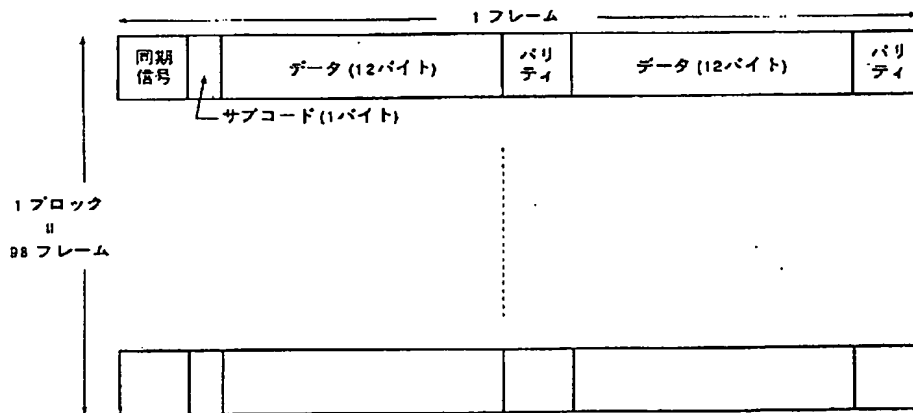 1 フレーム
同期
信号
データ (12バイト)
パリ
ティ
データ (12バイト)
パリ
ティ
サブコード (1バイト)
1 ブロック
=
98 フレーム